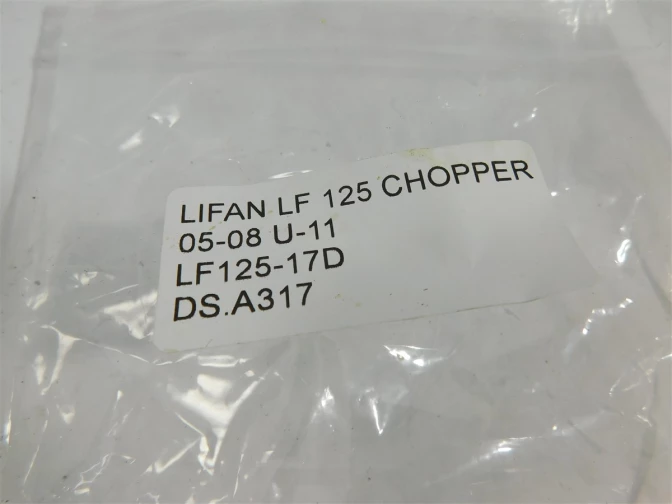 LIFAN LF 125 CHOPPER
05-08 U-11
LF125-17D
DS.A317